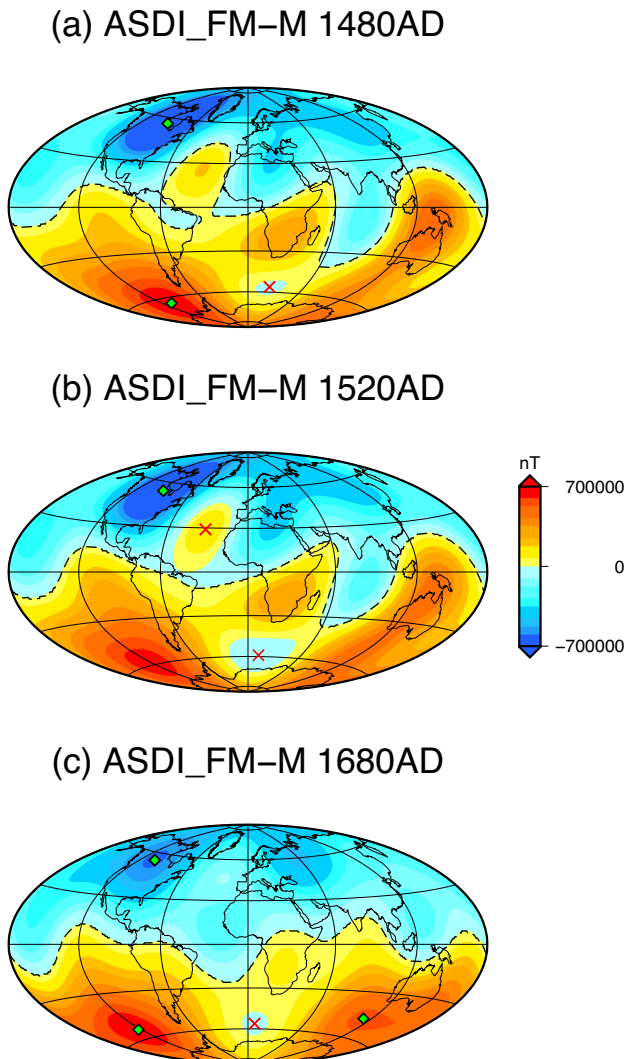 (a) ASDI_FM−M 1480AD
(b) ASDI_FM−M 1520AD
nT
700000
0
−700000
(c) ASDI_FM−M 1680AD